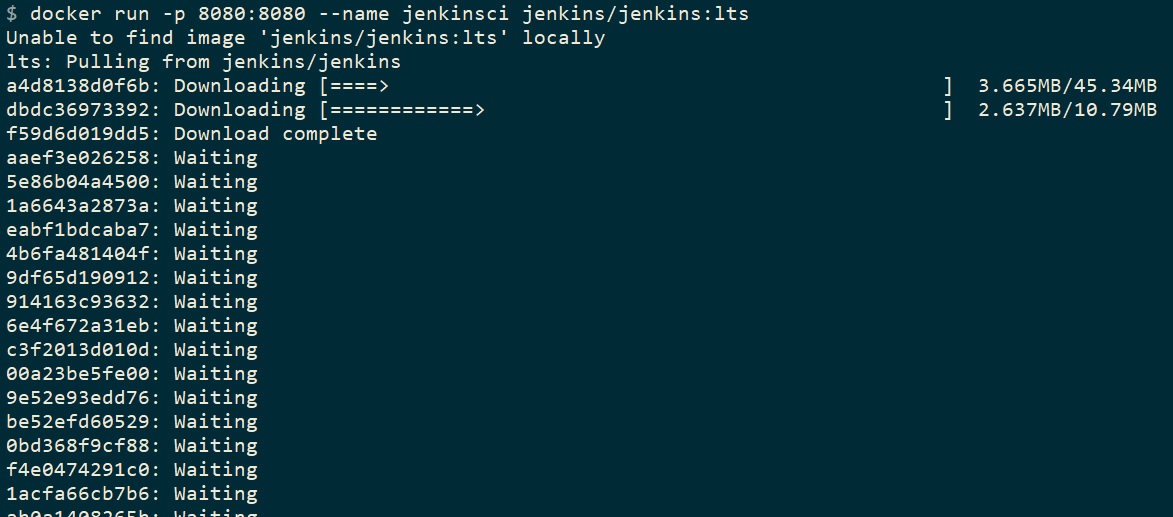 $ docker run -p 8080:8080 --name jenkinsci jenkins/jenkins:lts
Unable to find image 'jenkins/jenkins:lts' locally
lts: Pulling from jenkins/jenkins
a4d8138d0f6b: Downloading [====> ] 3.665MB/45.34MB
dbdc36973392: Downloading [============> ] 2.637MB/10.79MB
f59d6d019dd5: Download complete
aaef3e026258: Waiting
5e86b04a4500: Waiting
1a6643a2873a: Waiting
eabf1bdcaba7: Waiting
4b6fa481404f: Waiting
9df65d190912: Waiting
914163c93632: Waiting
6e4f672a31eb: Waiting
c3f2013d010d: Waiting
00a23be5fe00: Waiting
9e52e93edd76: Waiting
be52efd60529: Waiting
0bd368f9cf88: Waiting
f4e0474291c0: Waiting
1acfa66cb7b6: Waiting
Waiting